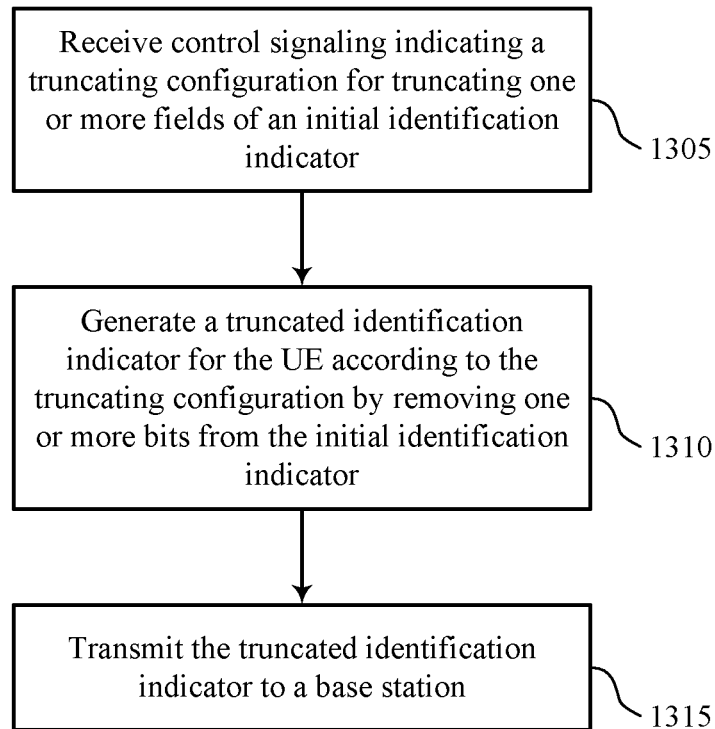 Receive control signaling indicating a
truncating configuration for truncating one
or more fields of an initial identification
indicator
1305
Generate a truncated identification
indicator for the UE according to the
truncating configuration by removing one
or more bits from the initial identification
indicator
1310
Transmit the truncated identification
indicator to a base station
1315